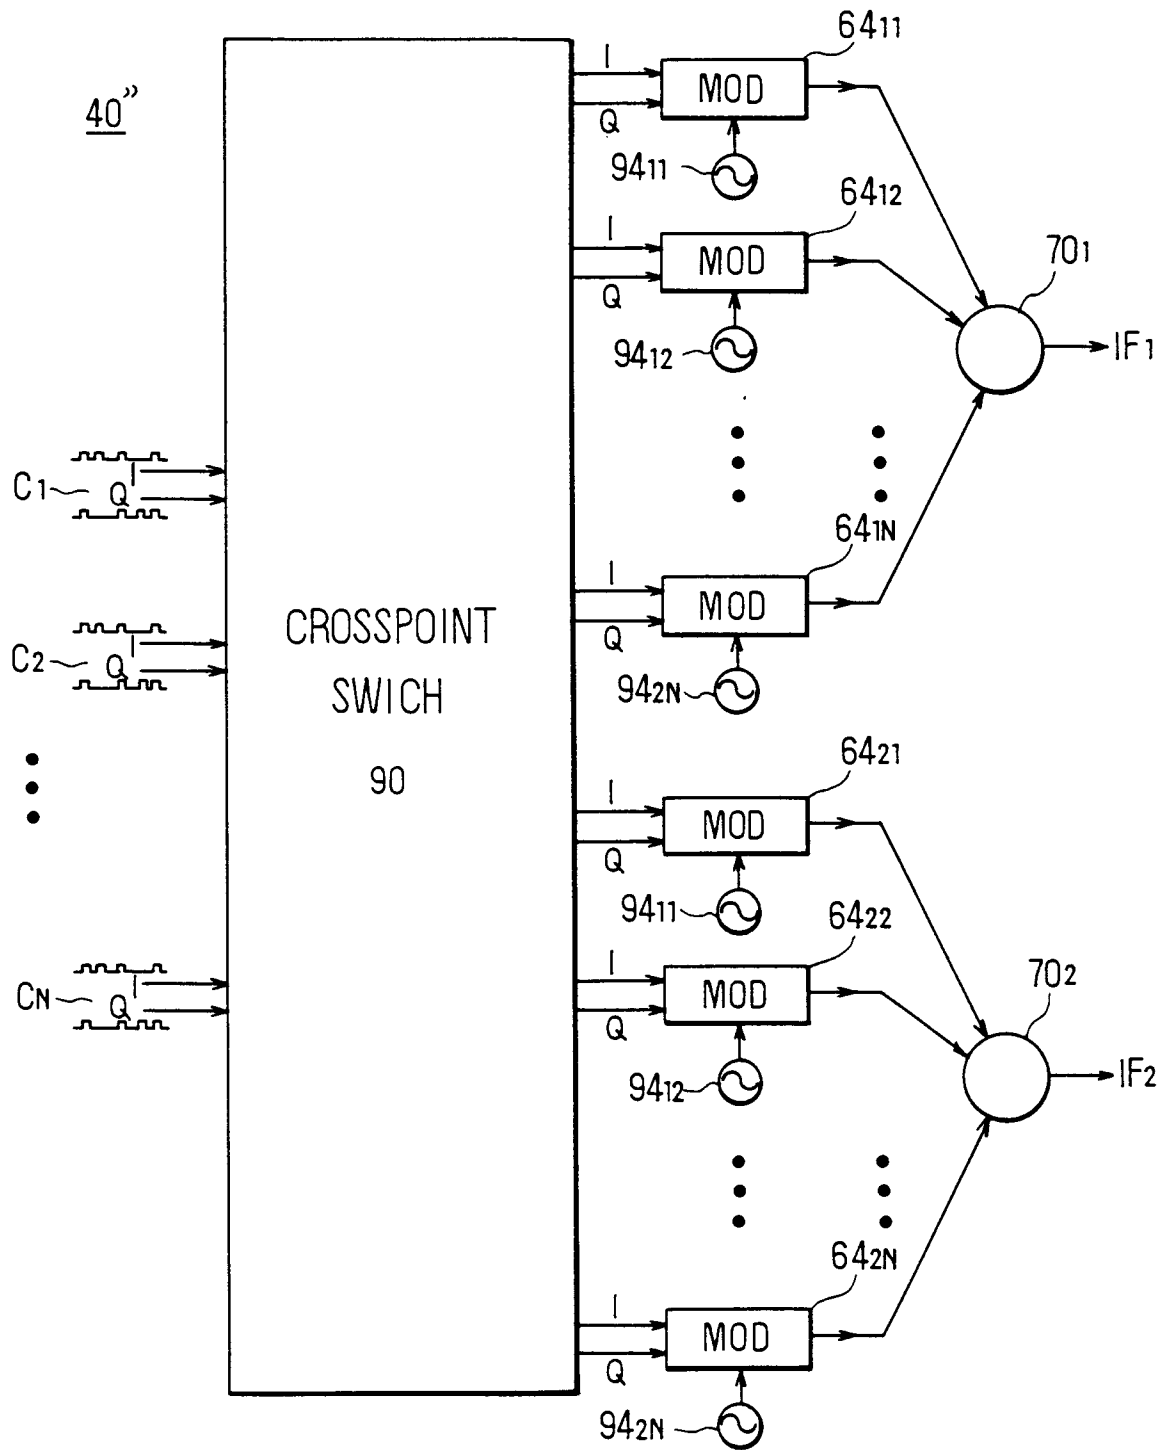 40”
I
Q
MOD
64₁₁
94₁₁
I
Q
MOD
64₁₂
94₁₂
70₁
IF₁
C₁
I
Q
I
Q
MOD
64₁N
94₂N
C₂
I
Q
CROSSPOINT
SWICH
90
I
Q
MOD
64₂₁
94₁₁
CN
I
Q
I
Q
MOD
64₂₂
94₁₂
70₂
IF₂
I
Q
MOD
64₂N
94₂N